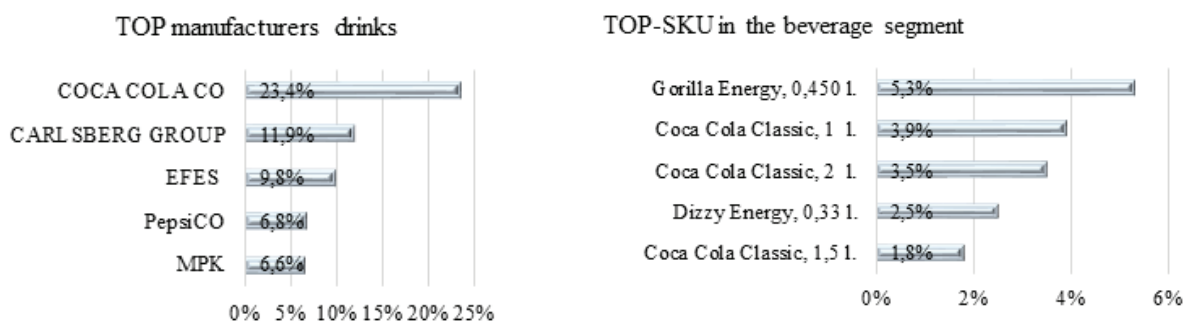 TOP manufacturers drinks
COCA COLA CO 23,4%
CARLSBERG GROUP 11,9%
EFES 9,8%
PepsiCO 6,8%
MPK 6,6%
0% 5% 10% 15% 20% 25%
TOP-SKU in the beverage segment
Gorilla Energy, 0,450 l. 5,3%
Coca Cola Classic, 1 l. 3,9%
Coca Cola Classic, 2 l. 3,5%
Dizzy Energy, 0,33 l. 2,5%
Coca Cola Classic, 1,5 l. 1,8%
0% 2% 4% 6%